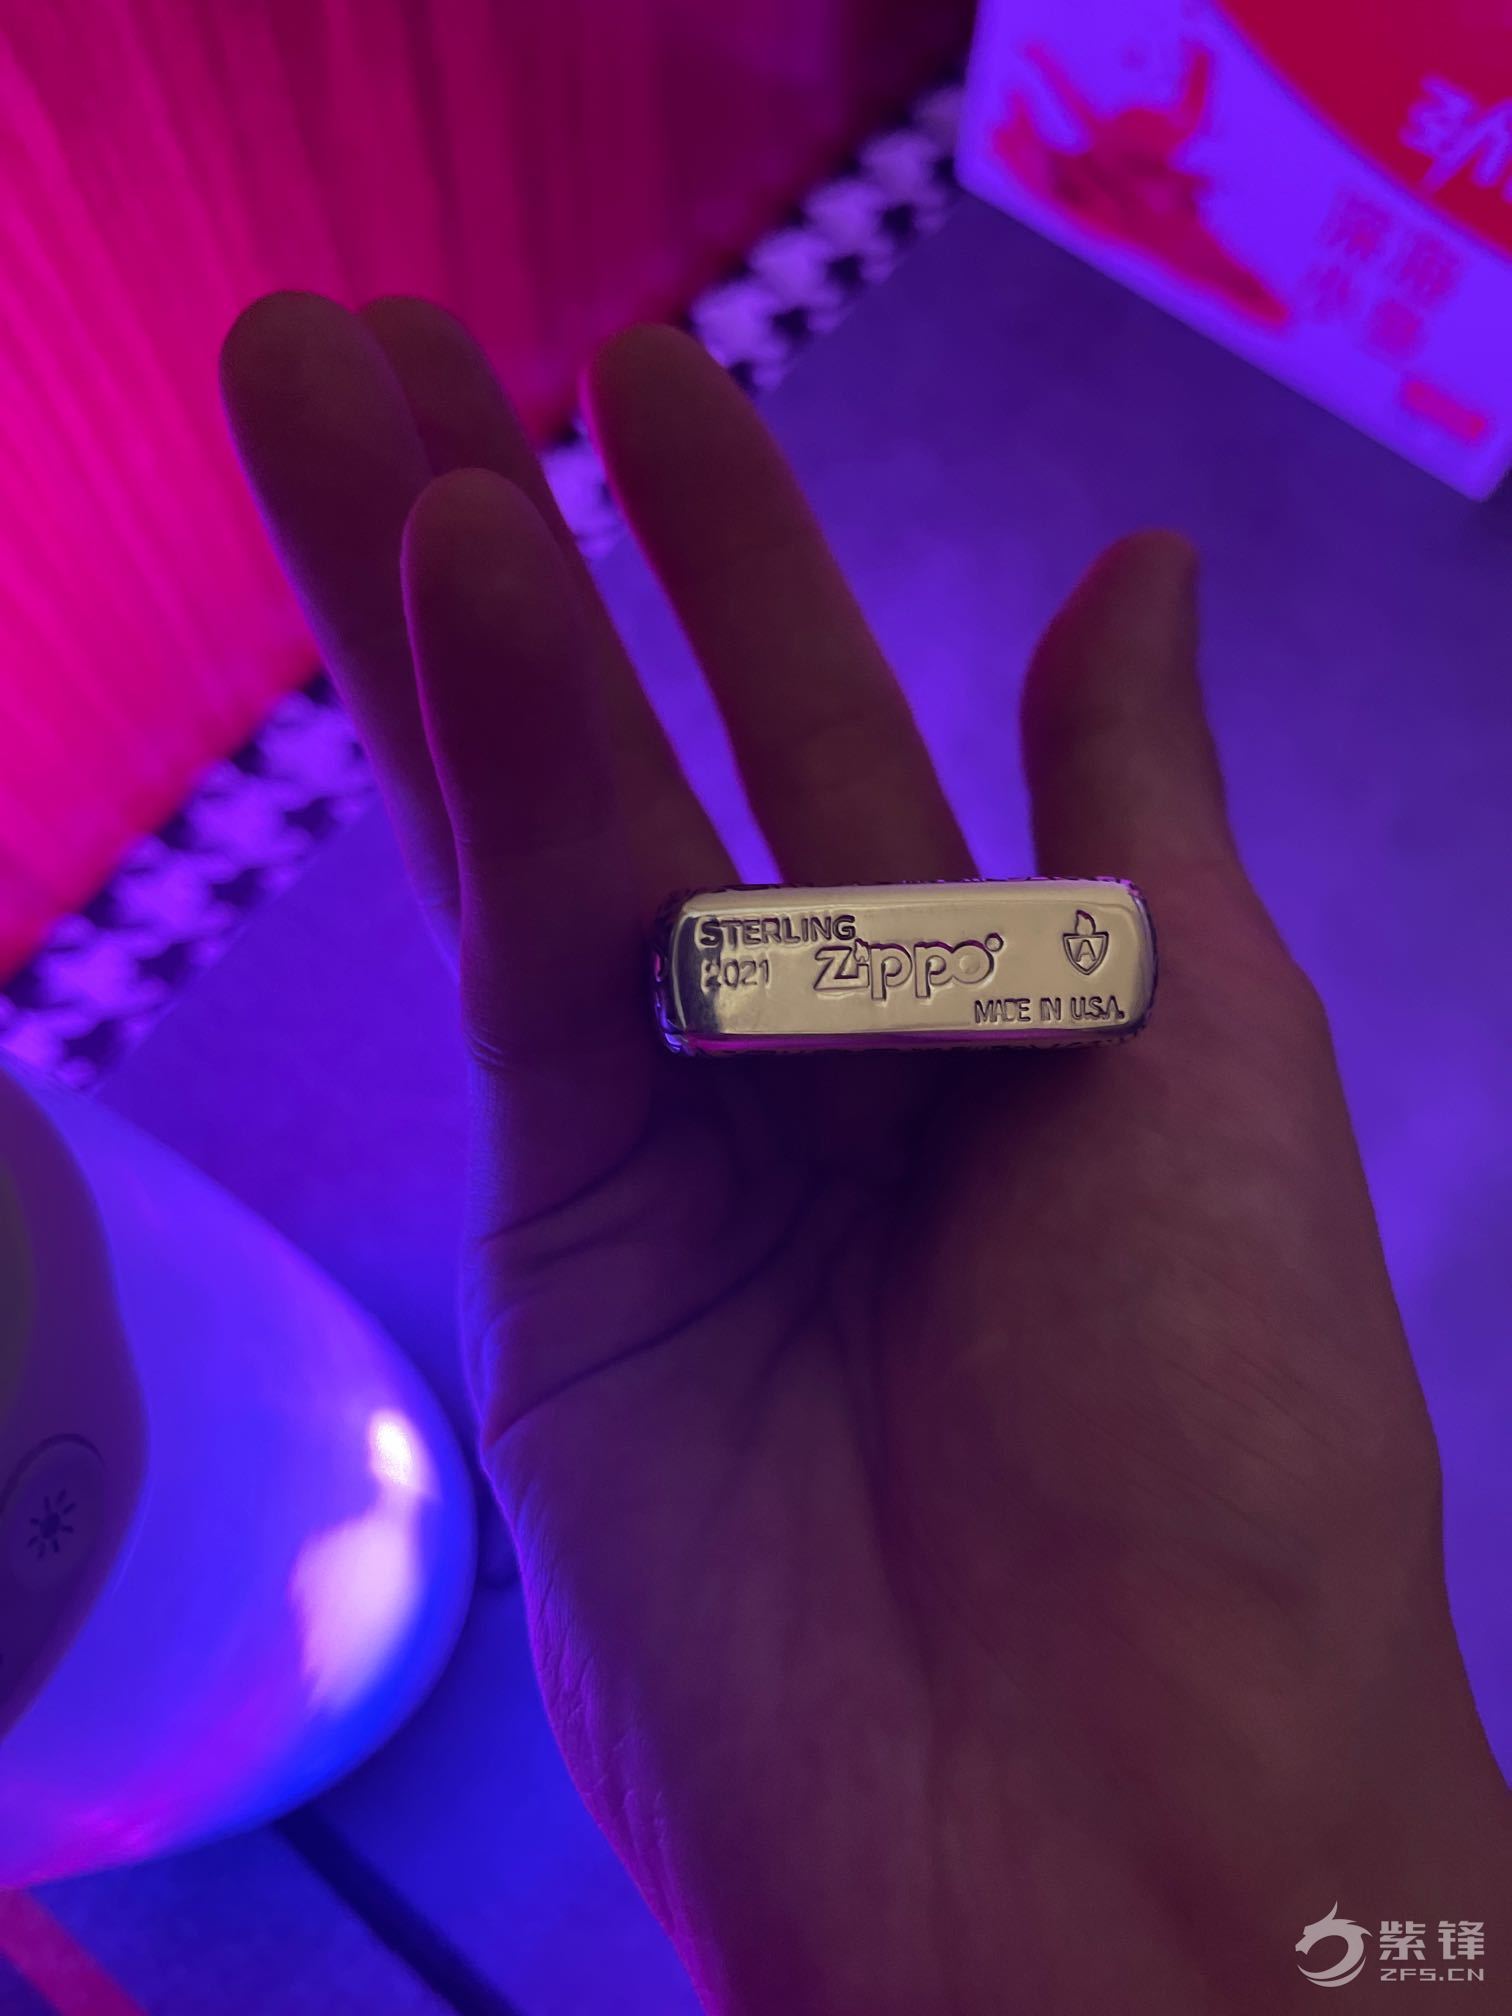 STERLING
2021
zippo
A
MADE IN U.S.A.
紫锋
ZFS.CN